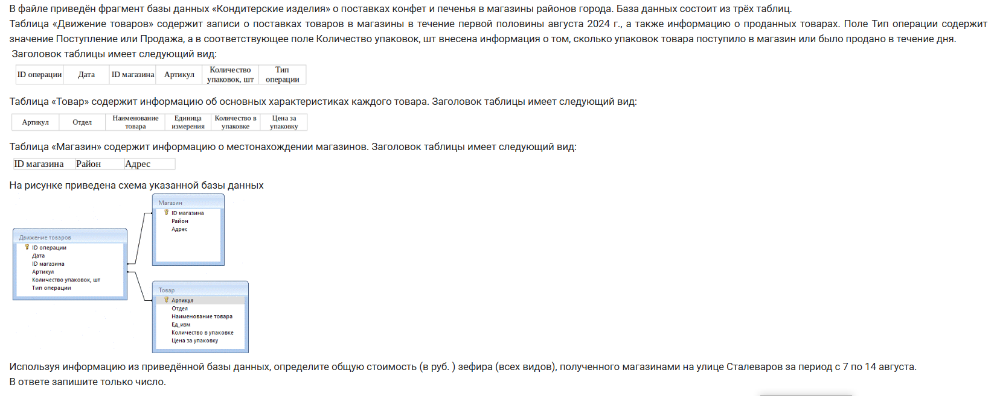 В файле приведён фрагмент базы данных «Кондитерские изделия» о поставках конфет и печенья в магазины районов города. База данных состоит из трёх таблиц.
Таблица «Движение товаров» содержит записи о поставках товаров в магазины в течение первой половины августа 2024 г., а также информацию о проданных товарах. Поле Тип операции содержит
значение Поступление или Продажа, а в соответствующее поле Количество упаковок, шт внесена информация о том, сколько упаковок товара поступило в магазин или было продано в течение дня.
Заголовок таблицы имеет следующий вид:
ID операции Дата ID магазина Артикул Количество упаковок, шт Тип операции
Таблица «Товар» содержит информацию об основных характеристиках каждого товара. Заголовок таблицы имеет следующий вид:
Артикул Отдел Наименование товара Единица измерения Количество в упаковке Цена за упаковку
Таблица «Магазин» содержит информацию о местонахождении магазинов. Заголовок таблицы имеет следующий вид:
ID магазина Район Адрес
На рисунке приведена схема указанной базы данных
Магазин
ID магазина
Район
Адрес
Движение товаров
ID операции
Дата
ID магазина
Артикул
Количество упаковок, шт
Тип операции
Товар
Артикул
Отдел
Наименование товара
Ед_изм
Количество в упаковке
Цена за упаковку
Используя информацию из приведённой базы данных, определите общую стоимость (в руб. ) зефира (всех видов), полученного магазинами на улице Сталеваров за период с 7 по 14 августа.
В ответе запишите только число.